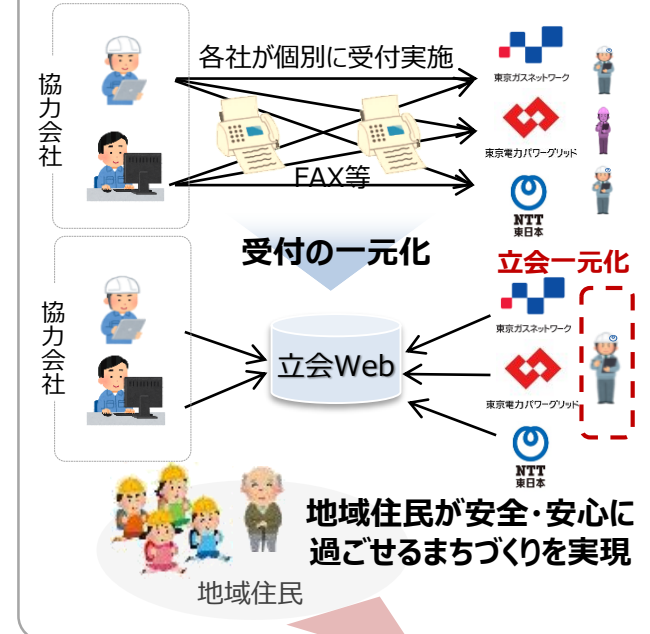 協力会社
各社が個別に受付実施
FAX等
東京ガスネットワーク
東京電力パワーグリッド
NTT
東日本
受付の一元化
立会一元化
協力会社
立会Web
東京ガスネットワーク
東京電力パワーグリッド
NTT
東日本
地域住民が安全・安心に
過ごせるまちづくりを実現
地域住民